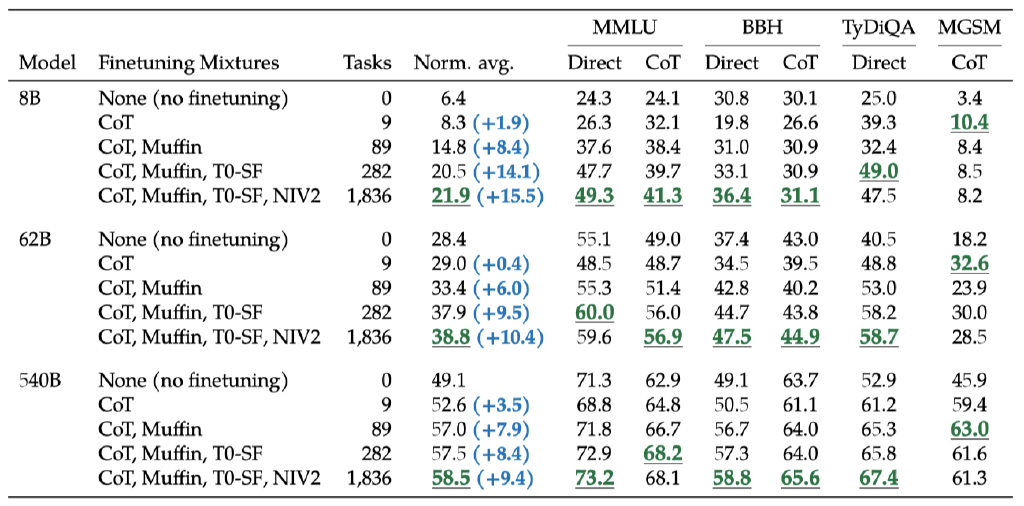 MMLU BBH TyDiQA MGSM
Model Finetuning Mixtures Tasks Norm. avg. Direct CoT Direct CoT Direct CoT
8B None (no finetuning) 0 6.4 24.3 24.1 30.8 30.1 25.0 3.4
CoT 9 8.3 (+1.9) 26.3 32.1 19.8 26.6 39.3 10.4
CoT, Muffin 89 14.8 (+8.4) 37.6 38.4 31.0 30.9 32.4 8.4
CoT, Muffin, T0-SF 282 20.5 (+14.1) 47.7 39.7 33.1 30.9 49.0 8.5
CoT, Muffin, T0-SF, NIV2 1,836 21.9 (+15.5) 49.3 41.3 36.4 31.1 47.5 8.2
62B None (no finetuning) 0 28.4 55.1 49.0 37.4 43.0 40.5 18.2
CoT 9 29.0 (+0.4) 48.5 48.7 34.5 39.5 48.8 32.6
CoT, Muffin 89 33.4 (+6.0) 55.3 51.4 42.8 40.2 53.0 23.9
CoT, Muffin, T0-SF 282 37.9 (+9.5) 60.0 56.0 44.7 43.8 58.2 30.0
CoT, Muffin, T0-SF, NIV2 1,836 38.8 (+10.4) 59.6 56.9 47.5 44.9 58.7 28.5
540B None (no finetuning) 0 49.1 71.3 62.9 49.1 63.7 52.9 45.9
CoT 9 52.6 (+3.5) 68.8 64.8 50.5 61.1 61.2 59.4
CoT, Muffin 89 57.0 (+7.9) 71.8 66.7 56.7 64.0 65.3 63.0
CoT, Muffin, T0-SF 282 57.5 (+8.4) 72.9 68.2 57.3 64.0 65.8 61.6
CoT, Muffin, T0-SF, NIV2 1,836 58.5 (+9.4) 73.2 68.1 58.8 65.6 67.4 61.3